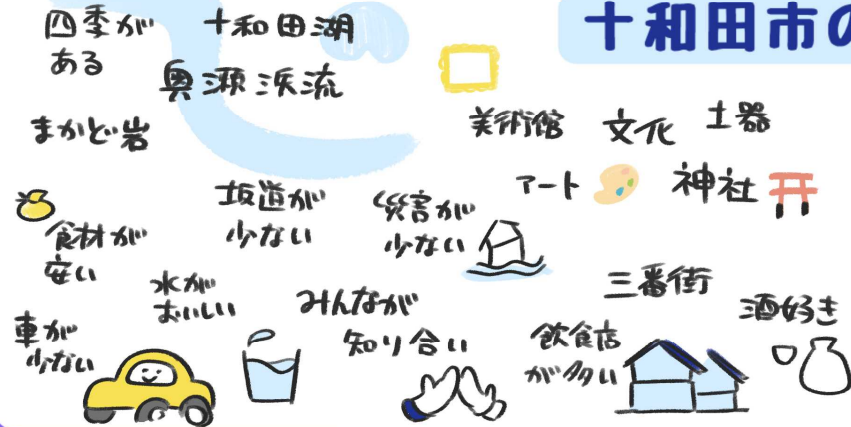 十和田市の
四季が
ある
十和田湖
奥瀬渓流
まかど岩
美術館
文化
土器
アート
神社
食材が
安い
坂道が
少ない
災害が
少ない
水が
おいしい
みんなが
知り合い
三番街
酒好き
車が
少ない
飲食店
が多い